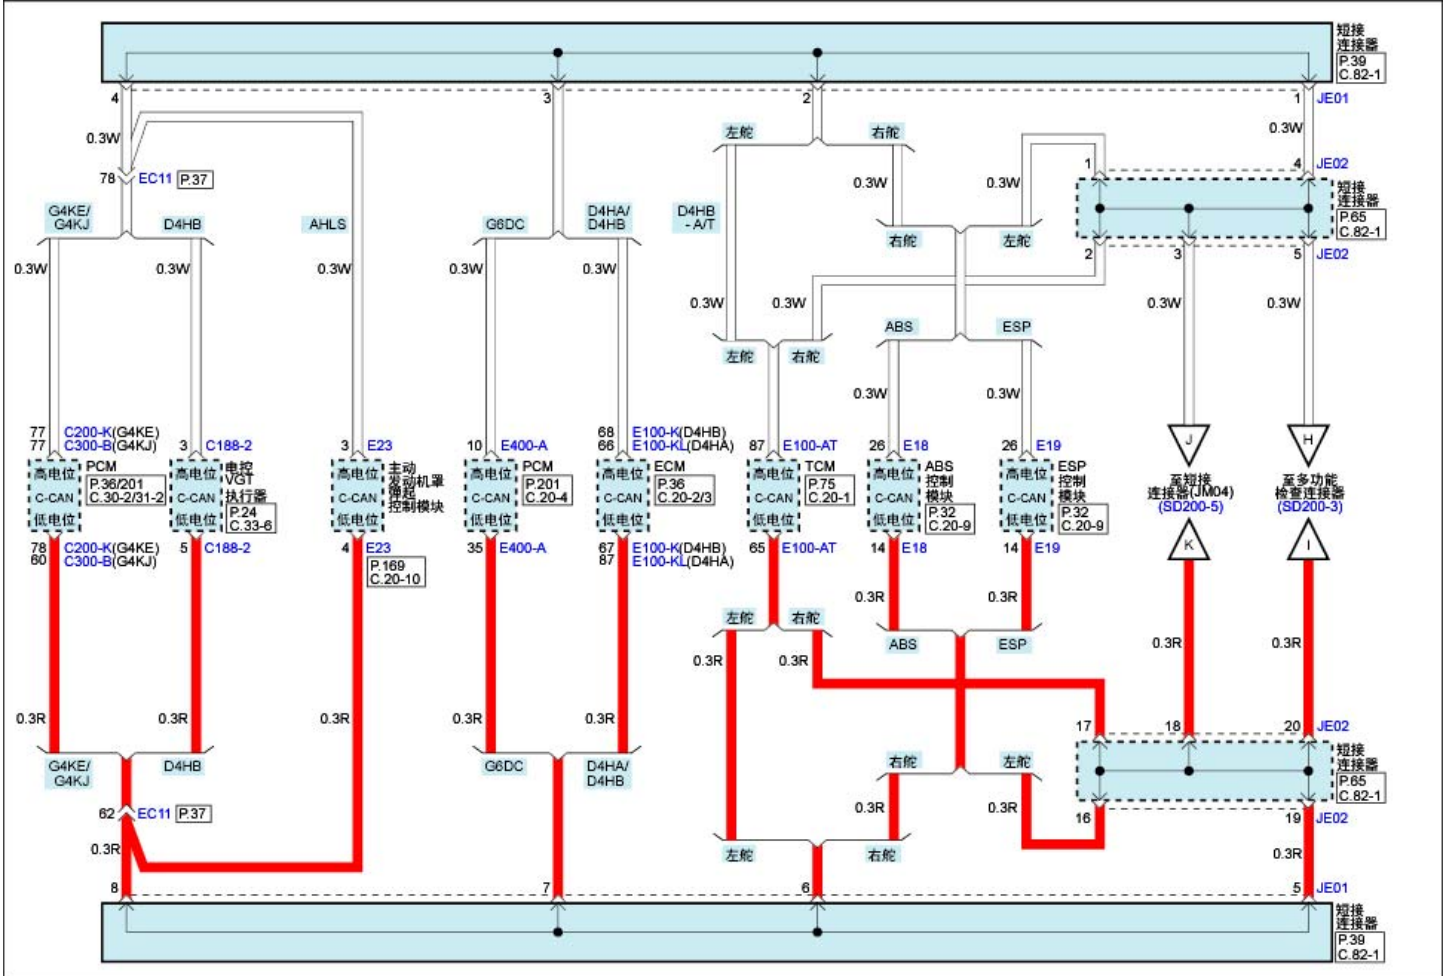 短接
连接器
P.39
C.82-1
4 3 2 1 JE01
0.3W 左舵 右舵 0.3W
1 4 JE02
78 EC11 P.37 0.3W 0.3W 短接
连接器
P.65
C.82-1
G4KE/
G4KJ D4HB AHLS G6DC D4HA/
D4HB D4HB
- A/T 右舵 左舵
2 3 5 JE02
0.3W 0.3W 0.3W 0.3W 0.3W
0.3W 0.3W 0.3W 0.3W
左舵 右舵 ABS ESP
0.3W 0.3W
77 C200-K(G4KE)
77 C300-B(G4KJ) 3 C188-2 3 E23 10 E400-A 68 E100-K(D4HB)
66 E100-KL(D4HA) 87 E100-AT 26 E18 26 E19 J H
高电位
C-CAN
低电位
PCM
P.36/201
C.30-2/31-2
高电位
C-CAN
低电位
电控
VGT
执行器
P.24
C.33-6
高电位
C-CAN
低电位
主动
发动机罩
弹起
控制模块
高电位
C-CAN
低电位
PCM
P.201
C.20-4
高电位
C-CAN
低电位
ECM
P.36
C.20-2/3
高电位
C-CAN
低电位
TCM
P.75
C.20-1
高电位
C-CAN
低电位
ABS
控制
模块
P.32
C.20-9
高电位
C-CAN
低电位
ESP
控制
模块
P.32
C.20-9
至短接
连接器(JM04)
(SD200-5)
至多功能
检查连接器
(SD200-3)
78 C200-K(G4KE)
60 C300-B(G4KJ) 5 C188-2 4 E23 35 E400-A 67 E100-K(D4HB)
87 E100-KL(D4HA) 65 E100-AT 14 E18 14 E19 K I
P.169
C.20-10
0.3R 0.3R
左舵 右舵 ABS ESP
0.3R 0.3R 0.3R 0.3R
0.3R 0.3R 0.3R 0.3R 0.3R
17 18 20 JE02
G4KE/
G4KJ D4HB G6DC D4HA/
D4HB 右舵 左舵
短接
连接器
P.65
C.82-1
62 EC11 P.37 0.3R 0.3R 16 19 JE02
0.3R 左舵 右舵 0.3R
8 7 6 5 JE01
短接
连接器
P.39
C.82-1